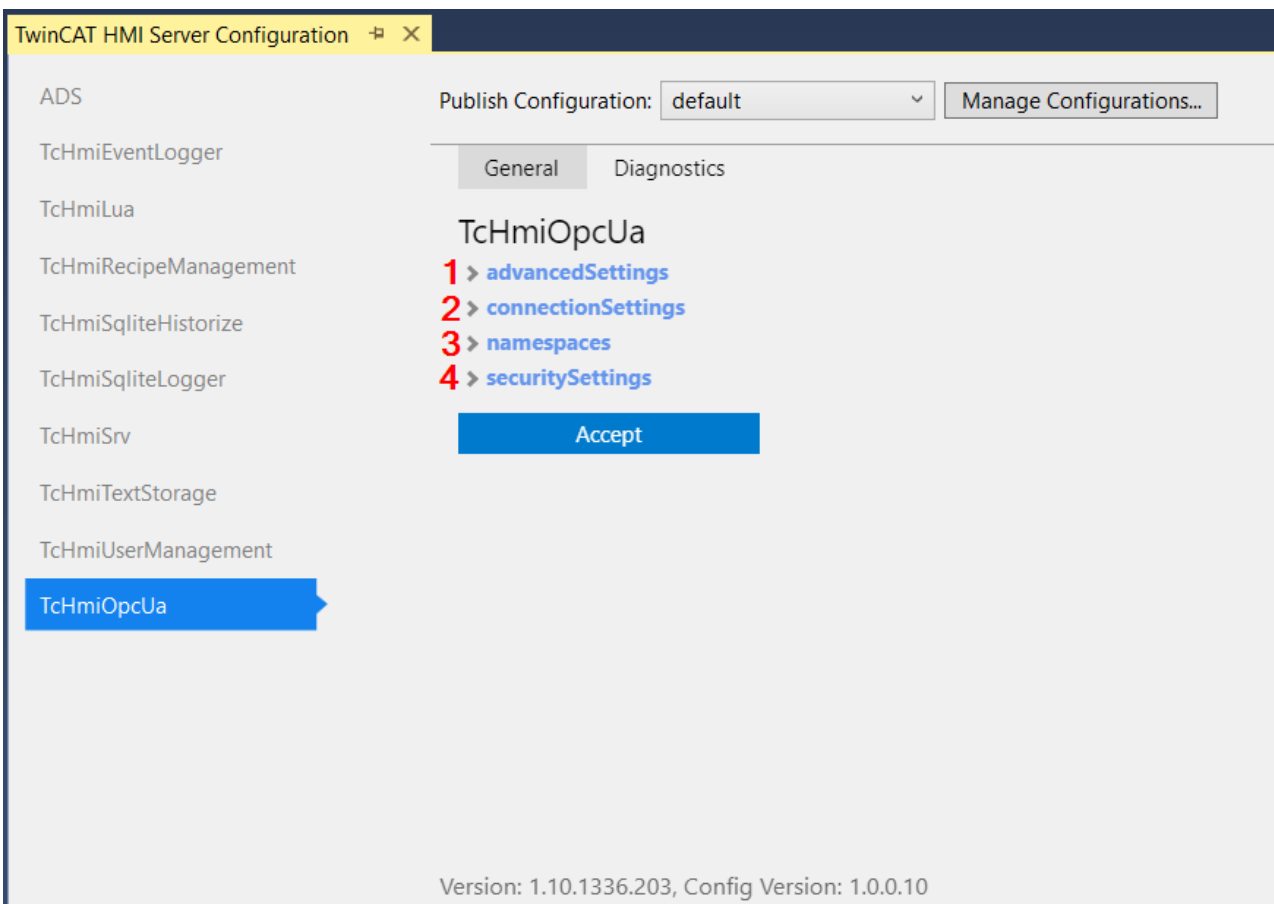 TwinCAT HMI Server Configuration
ADS
TcHmiEventLogger
TcHmiLua
TcHmiRecipeManagement
TcHmiSqliteHistorize
TcHmiSqliteLogger
TcHmiSrv
TcHmiTextStorage
TcHmiUserManagement
TcHmiOpcUa
Publish Configuration: default Manage Configurations...
General Diagnostics
TcHmiOpcUa
1 advancedSettings
2 connectionSettings
3 namespaces
4 securitySettings
Accept
Version: 1.10.1336.203, Config Version: 1.0.0.10